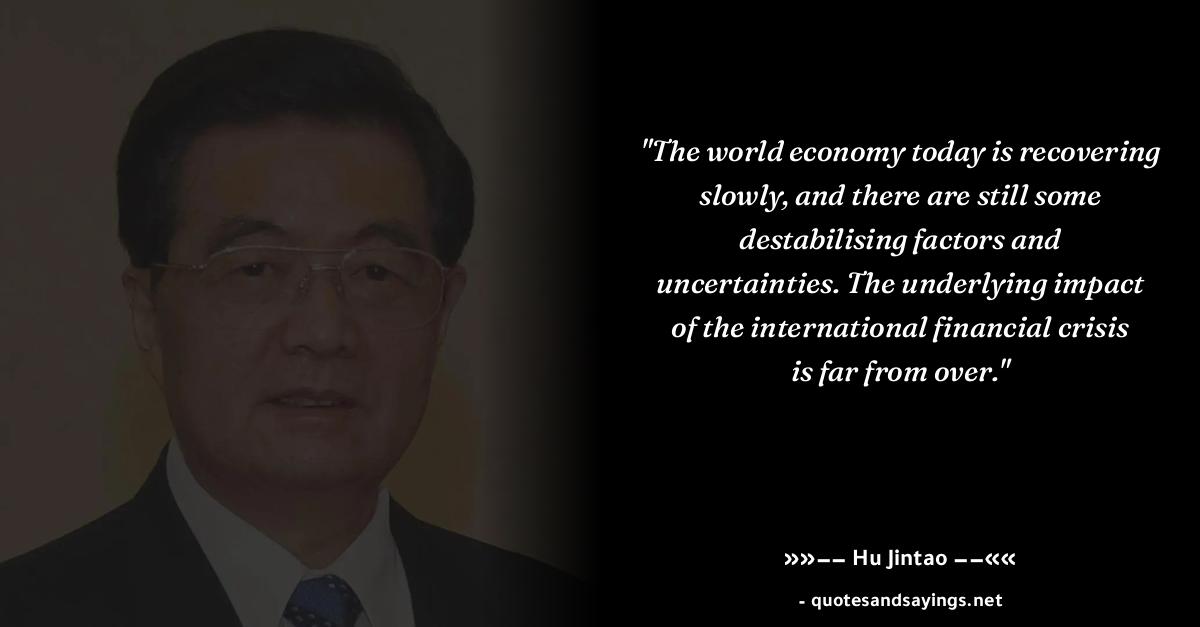 "The world economy today is recovering
slowly, and there are still some
destabilising factors and
uncertainties. The underlying impact
of the international financial crisis
is far from over."
»»–– Hu Jintao ––««
- quotesandsayings.net